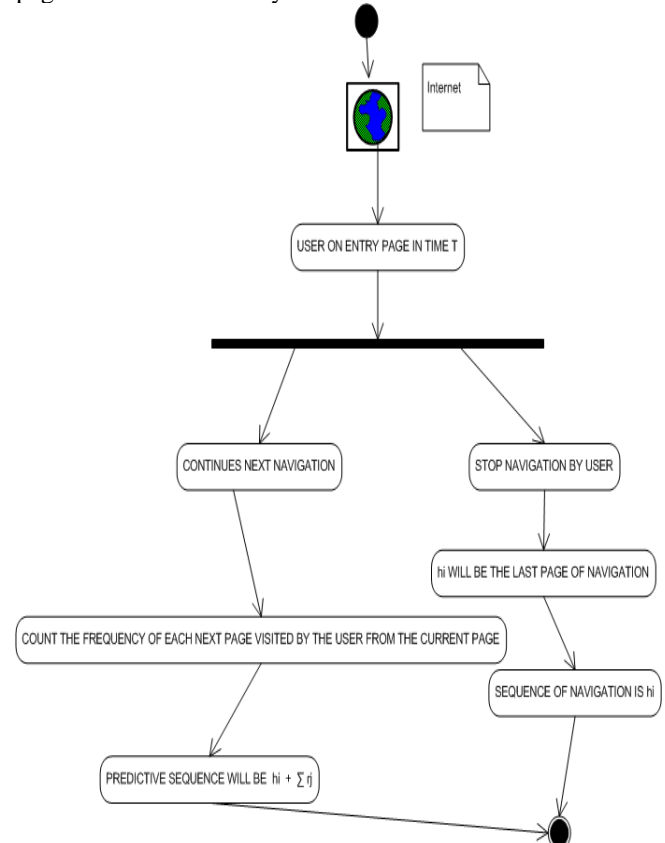 Internet
USER ON ENTRY PAGE IN TIME T
CONTINUES NEXT NAVIGATION
STOP NAVIGATION BY USER
hi WILL BE THE LAST PAGE OF NAVIGATION
COUNT THE FREQUENCY OF EACH NEXT PAGE VISITED BY THE USER FROM THE CURRENT PAGE
SEQUENCE OF NAVIGATION IS hi
PREDICTIVE SEQUENCE WILL BE hi + ∑ rj